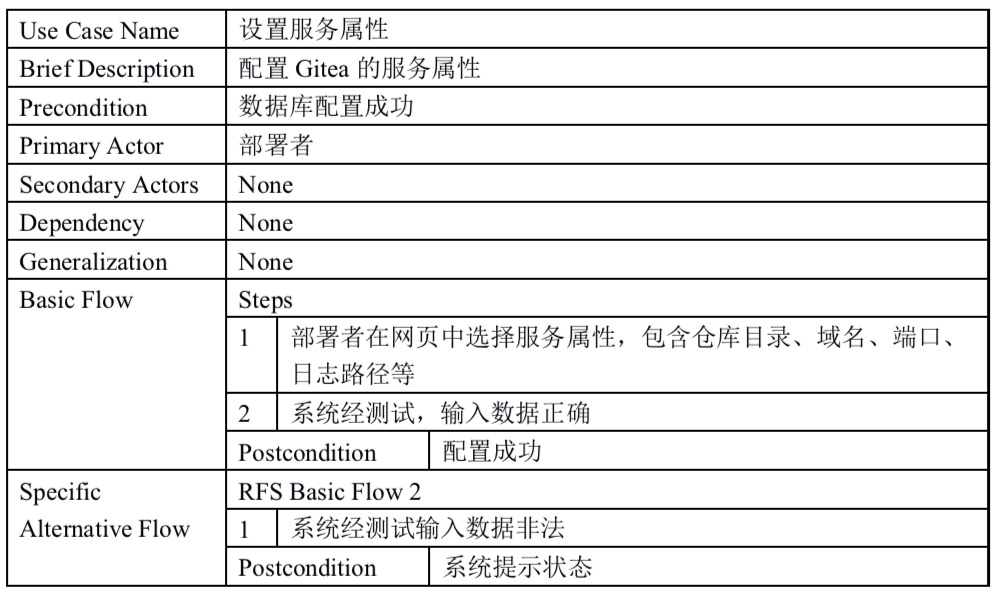 Use Case Name 设置服务属性
Brief Description 配置 Gitea 的服务属性
Precondition 数据库配置成功
Primary Actor 部署者
Secondary Actors None
Dependency None
Generalization None
Basic Flow Steps
1 部署者在网页中选择服务属性，包含仓库目录、域名、端口、
日志路径等
2 系统经测试，输入数据正确
Postcondition 配置成功
Specific RFS Basic Flow 2
Alternative Flow 1 系统经测试输入数据非法
Postcondition 系统提示状态